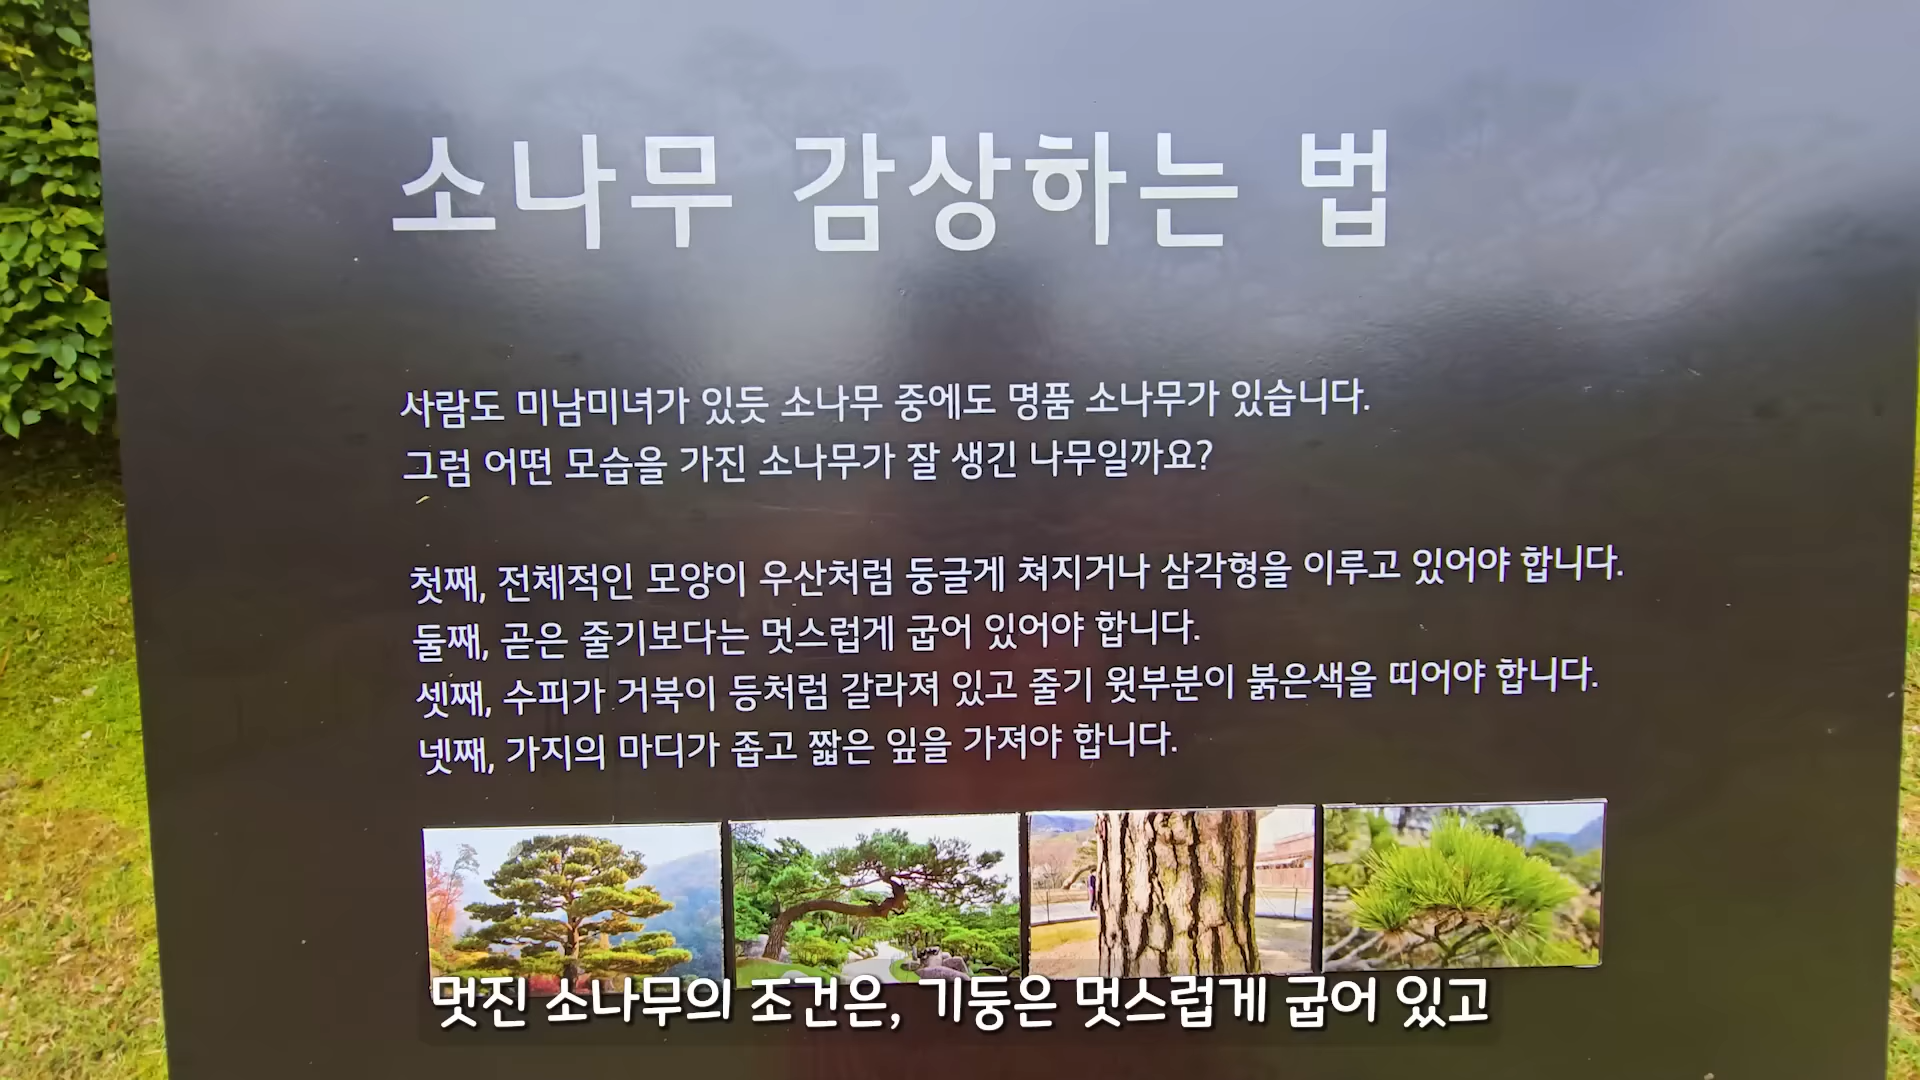 소나무 감상하는 법
사람도 미남미녀가 있듯 소나무 중에도 명품 소나무가 있습니다.
그럼 어떤 모습을 가진 소나무가 잘 생긴 나무일까요?
첫째, 전체적인 모양이 우산처럼 둥글게 쳐지거나 삼각형을 이루고 있어야 합니다.
둘째, 곧은 줄기보다는 멋스럽게 굽어 있어야 합니다.
셋째, 수피가 거북이 등처럼 갈라져 있고 줄기 윗부분이 붉은색을 띠어야 합니다.
넷째, 가지의 마디가 좁고 짧은 잎을 가져야 합니다.
멋진 소나무의 조건은, 기둥은 멋스럽게 굽어 있고